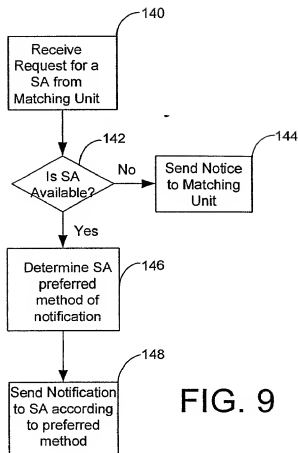 140
Receive
Request for a
SA from
Matching Unit
142
Is SA
Available?
No
144
Send Notice
to Matching
Unit
Yes
146
Determine SA
preferred
method of
notification
148
Send Notification
to SA according
to preferred
method
FIG. 9